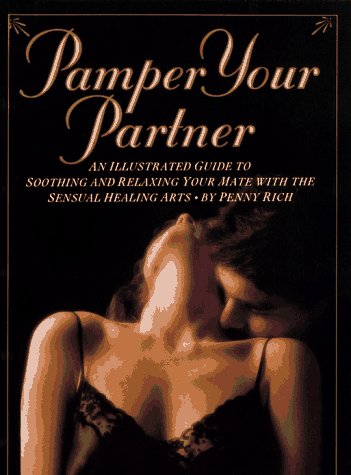 Pamper Your
Partner
AN ILLUSTRATED GUIDE TO
SOOTHING AND RELAXING YOUR MATE WITH THE
SENSUAL HEALING ARTS • BY PENNY RICH